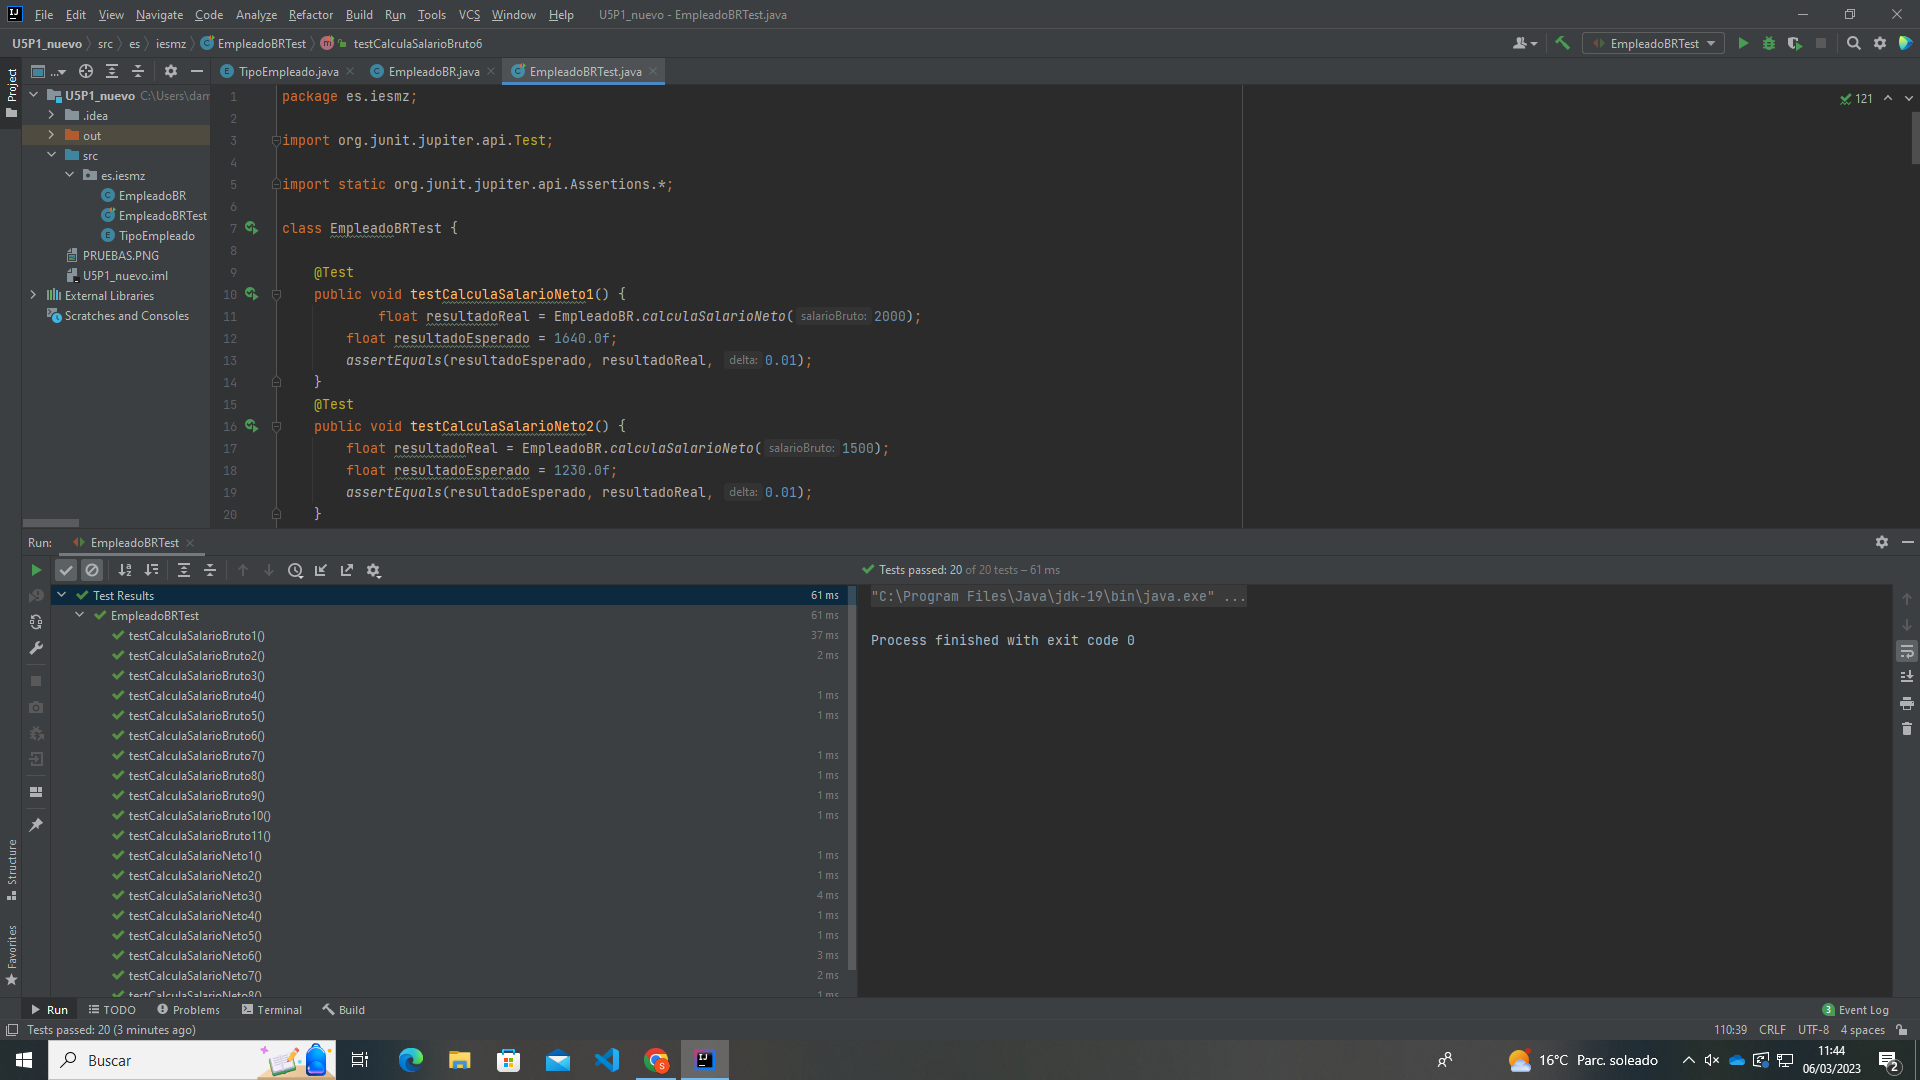 File Edit View Navigate Code Analyze Refactor Build Run Tools VCS Window Help U5P1_nuevo - EmpleadoBRTest.java
U5P1_nuevo src es iesmz EmpleadoBRTest testCalculaSalarioBruto6
EmpleadoBRTest
Project
... TipoEmpleado.java EmpleadoBR.java EmpleadoBRTest.java
U5P1_nuevo C:\Users\dam
.idea
out
src
es.iesmz
EmpleadoBR
EmpleadoBRTest
TipoEmpleado
PRUEBAS.PNG
U5P1_nuevo.iml
External Libraries
Scratches and Consoles
121
1 package es.iesmz;
2
3 import org.junit.jupiter.api.Test;
4
5 import static org.junit.jupiter.api.Assertions.*;
6
7 class EmpleadoBRTest {
8
9 @Test
10 public void testCalculaSalarioNeto1() {
11 float resultadoReal = EmpleadoBR.calculaSalarioNeto( salarioBruto: 2000);
12 float resultadoEsperado = 1640.0f;
13 assertEquals(resultadoEsperado, resultadoReal, delta: 0.01);
14 }
15 @Test
16 public void testCalculaSalarioNeto2() {
17 float resultadoReal = EmpleadoBR.calculaSalarioNeto( salarioBruto: 1500);
18 float resultadoEsperado = 1230.0f;
19 assertEquals(resultadoEsperado, resultadoReal, delta: 0.01);
20 }
Run: EmpleadoBRTest
Tests passed: 20 of 20 tests – 61 ms
Test Results 61 ms
EmpleadoBRTest 61 ms
testCalculaSalarioBruto1() 37 ms
testCalculaSalarioBruto2() 2 ms
testCalculaSalarioBruto3()
testCalculaSalarioBruto4() 1 ms
testCalculaSalarioBruto5() 1 ms
testCalculaSalarioBruto6()
testCalculaSalarioBruto7() 1 ms
testCalculaSalarioBruto8() 1 ms
testCalculaSalarioBruto9() 1 ms
testCalculaSalarioBruto10() 1 ms
testCalculaSalarioBruto11()
testCalculaSalarioNeto1() 1 ms
testCalculaSalarioNeto2() 1 ms
testCalculaSalarioNeto3() 4 ms
testCalculaSalarioNeto4() 1 ms
testCalculaSalarioNeto5() 1 ms
testCalculaSalarioNeto6() 3 ms
testCalculaSalarioNeto7() 2 ms
testCalculaSalarioNeto8() 1 ms
"C:\Program Files\Java\jdk-19\bin\java.exe" ...
Process finished with exit code 0
Structure
Favorites
Run TODO Problems Terminal Build 3 Event Log
Tests passed: 20 (3 minutes ago) 110:39 CRLF UTF-8 4 spaces
Buscar
16°C Parc. soleado
11:44
06/03/2023
2